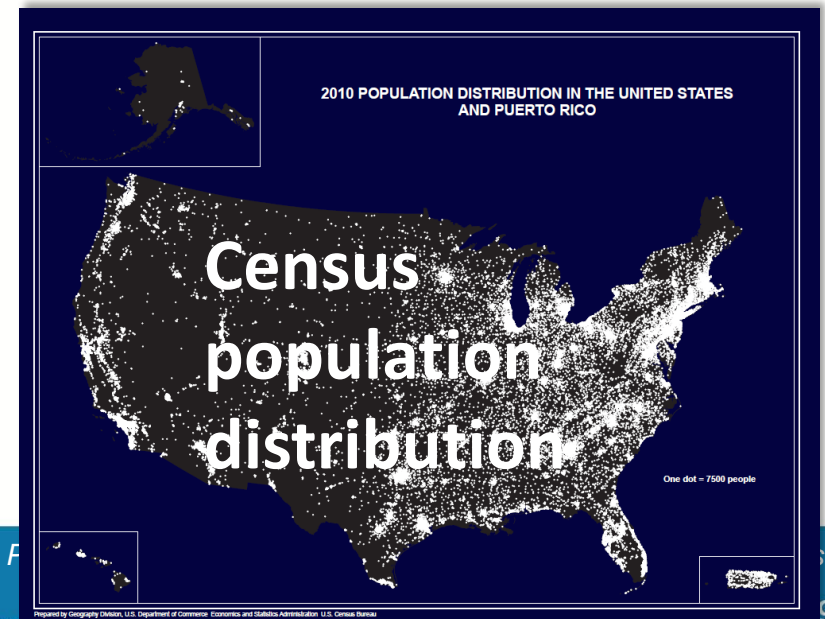 2010 POPULATION DISTRIBUTION IN THE UNITED STATES
AND PUERTO RICO
Census
population
distribution
One dot = 7500 people
Prepared by Geography Division, U.S. Department of Commerce Economics and Statistics Administration U.S. Census Bureau